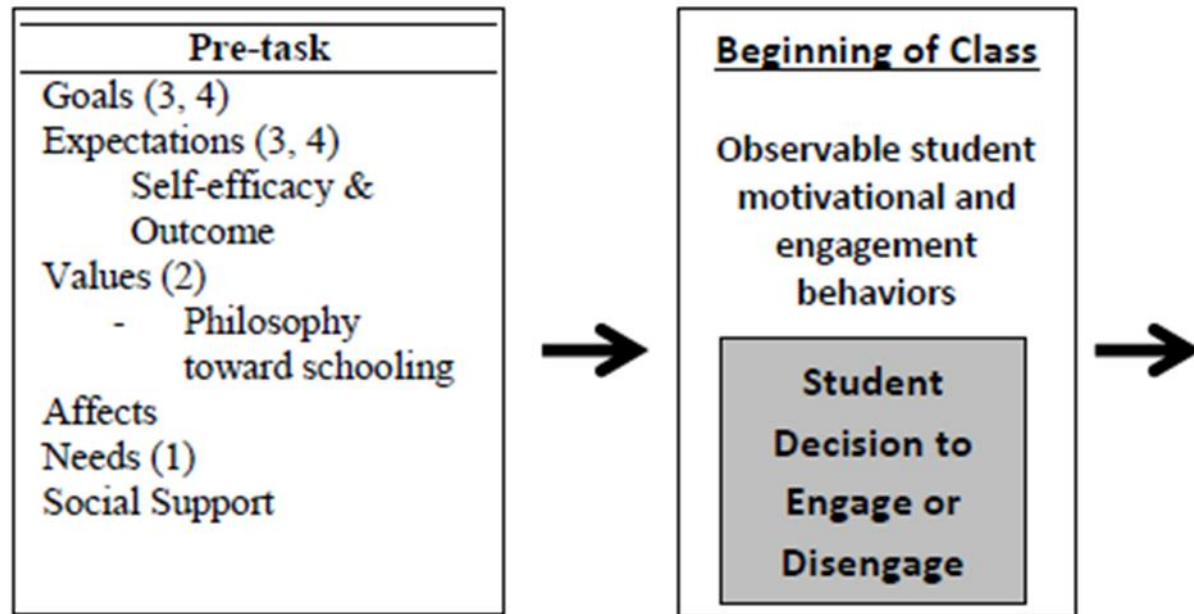 Pre-task
Goals (3, 4)
Expectations (3, 4)
Self-efficacy &
Outcome
Values (2)
- Philosophy
toward schooling
Affects
Needs (1)
Social Support
Beginning of Class
Observable student
motivational and
engagement
behaviors
Student
Decision to
Engage or
Disengage